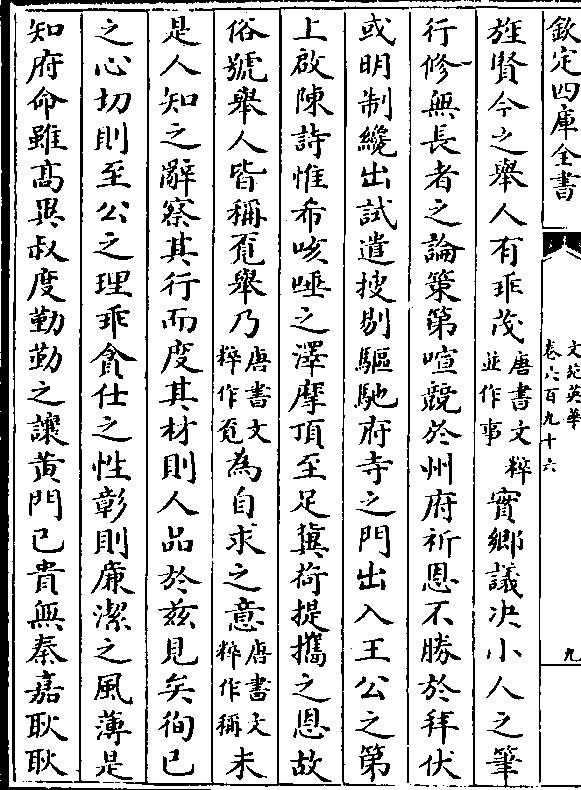 欽定四庫全書
文苑英華
卷六百九十六
九
旌賢今之舉人有乖茂唐書文粹並作事實鄉議決小人之筆
行修無長者之論策第喧競於州府祈恩不勝於拜伏
或明制纔出試遣搜剔驅馳府寺之門出入王公之第
上啟陳詩惟希咳唾之澤摩頂至足冀荷提攜之恩故
俗號舉人皆稱覔舉乃唐書文粹作覓為自求之意唐書文粹作稱未
是人知之辭察其行而度其材則人品於兹見矣徇已
之心切則至公之理乖貪仕之性彰則廉潔之風薄是
知府命雖高異叔度勤勤之讓黄門已貴無秦嘉耿耿